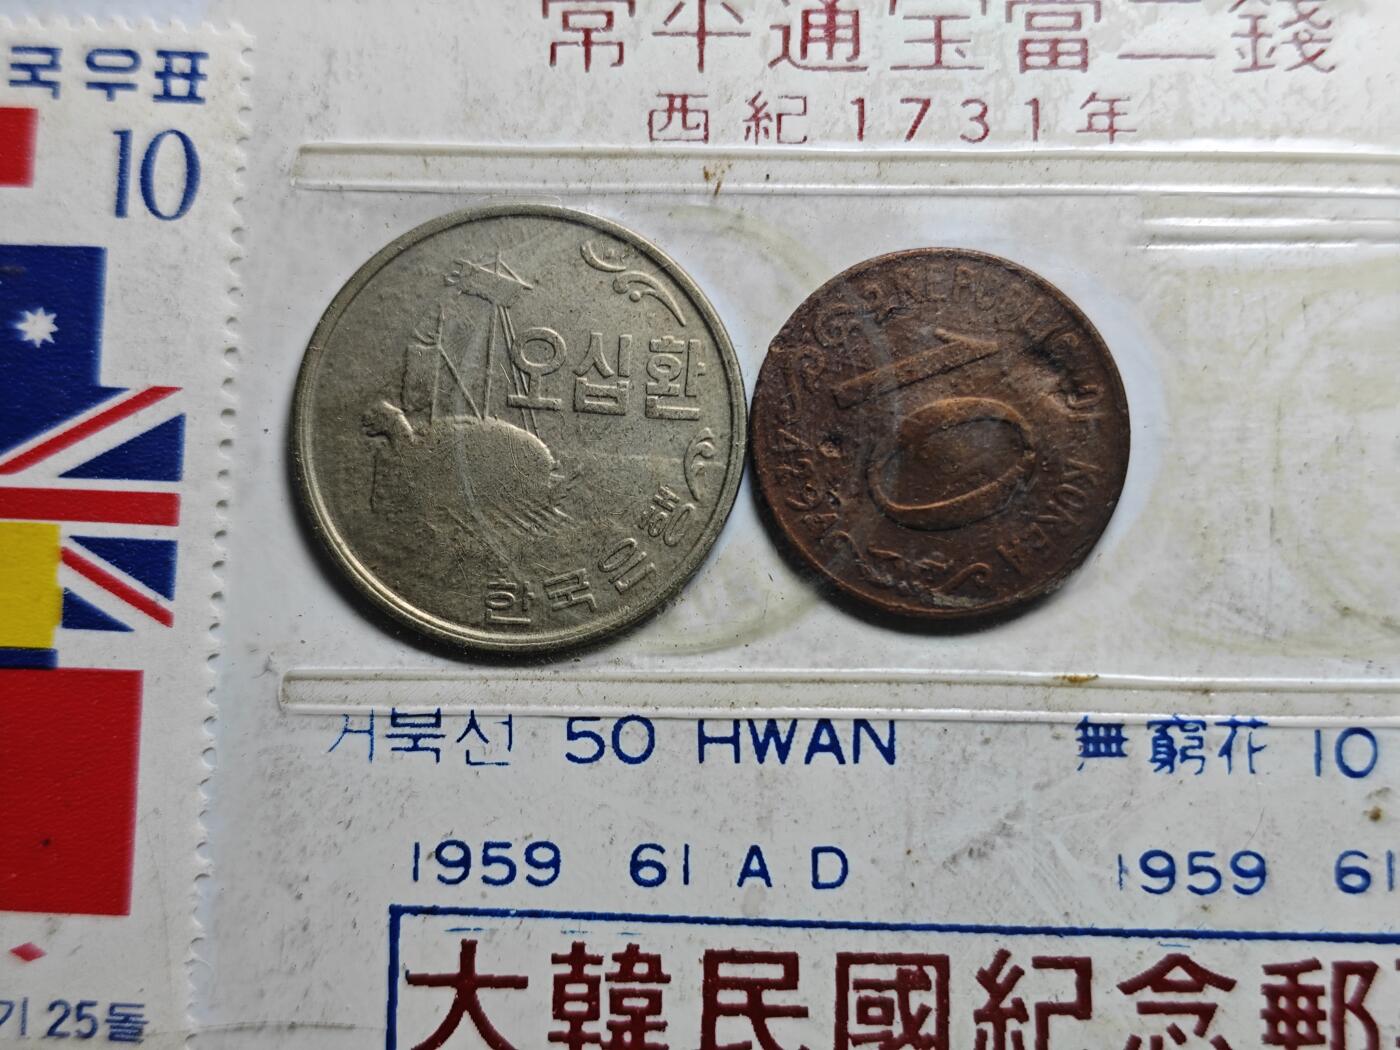 국우표
10
기 25돌
常平通宝當二錢
西紀1731年
오십환
한국은행
REPUBLIC OF KOREA
10
거북선 50 HWAN
1959 61 A D
無窮花 10
1959 61
大韓民國紀念郵